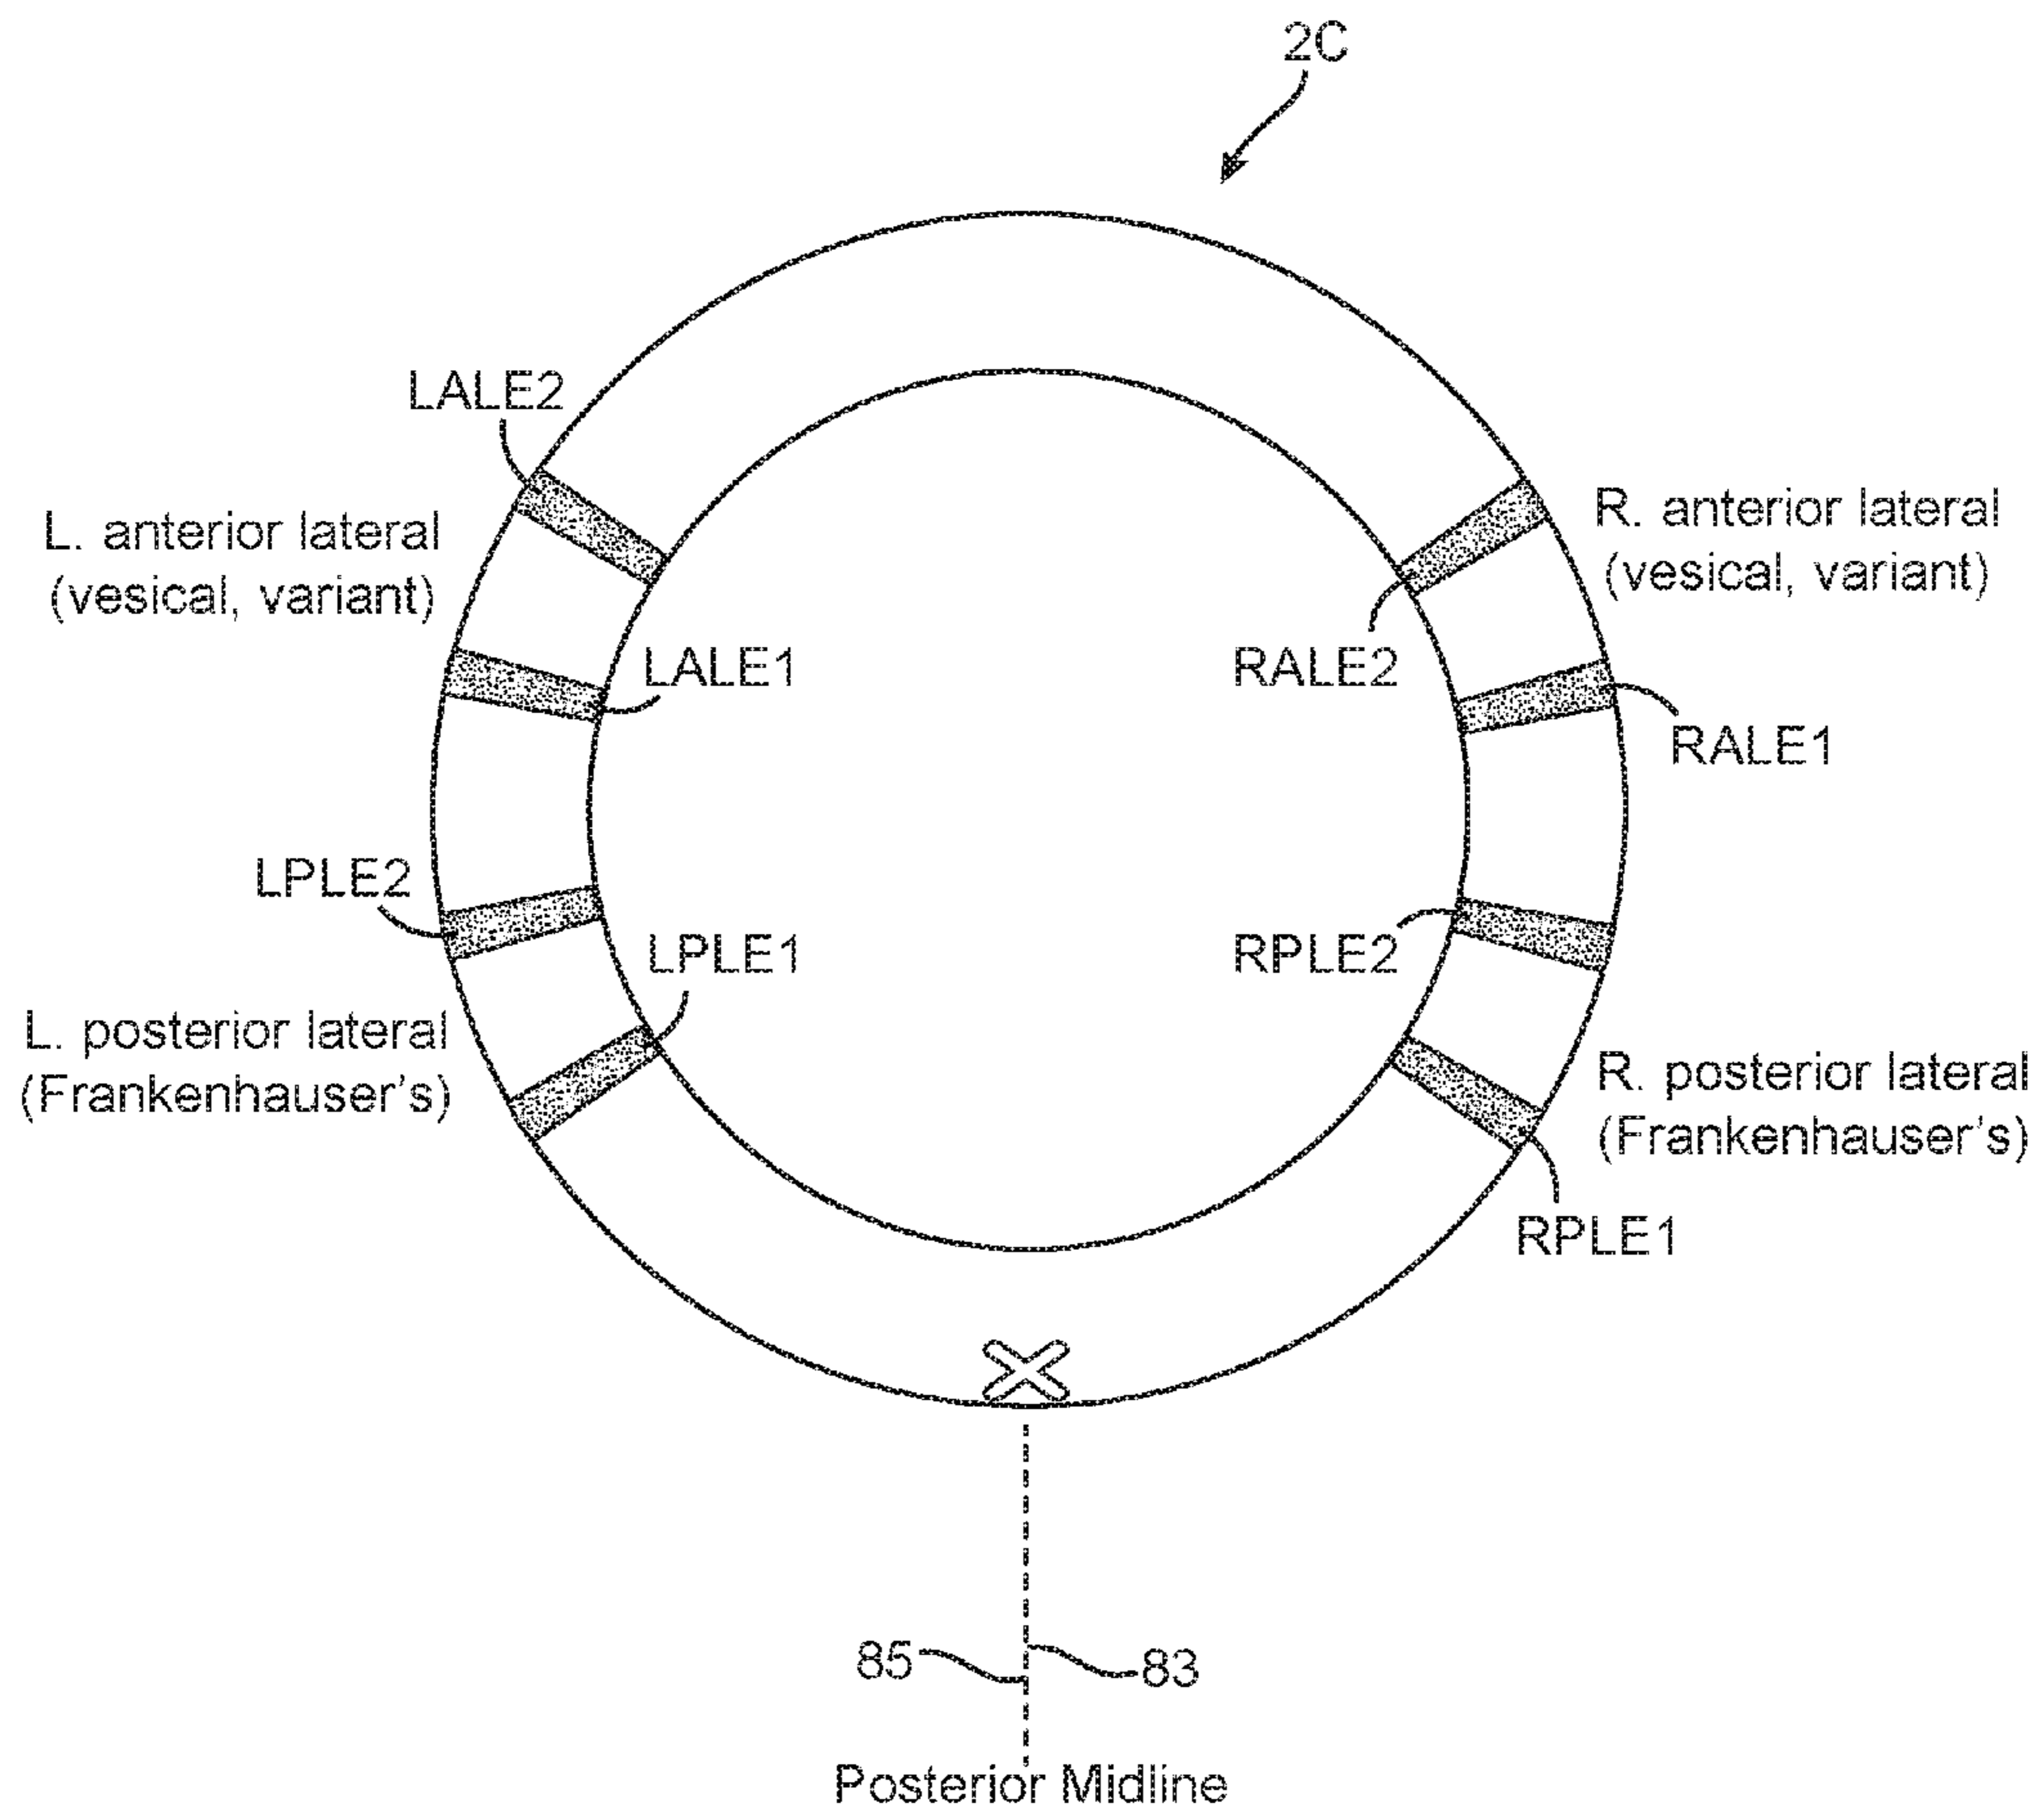 2C
LALE2
L. anterior lateral
(vesical, variant)
R. anterior lateral
(vesical, variant)
LALE1
RALE2
RALE1
LPLE2
LPLE1
RPLE2
L. posterior lateral
(Frankenhauser's)
R. posterior lateral
(Frankenhauser's)
RPLE1
85
83
Posterior Midline